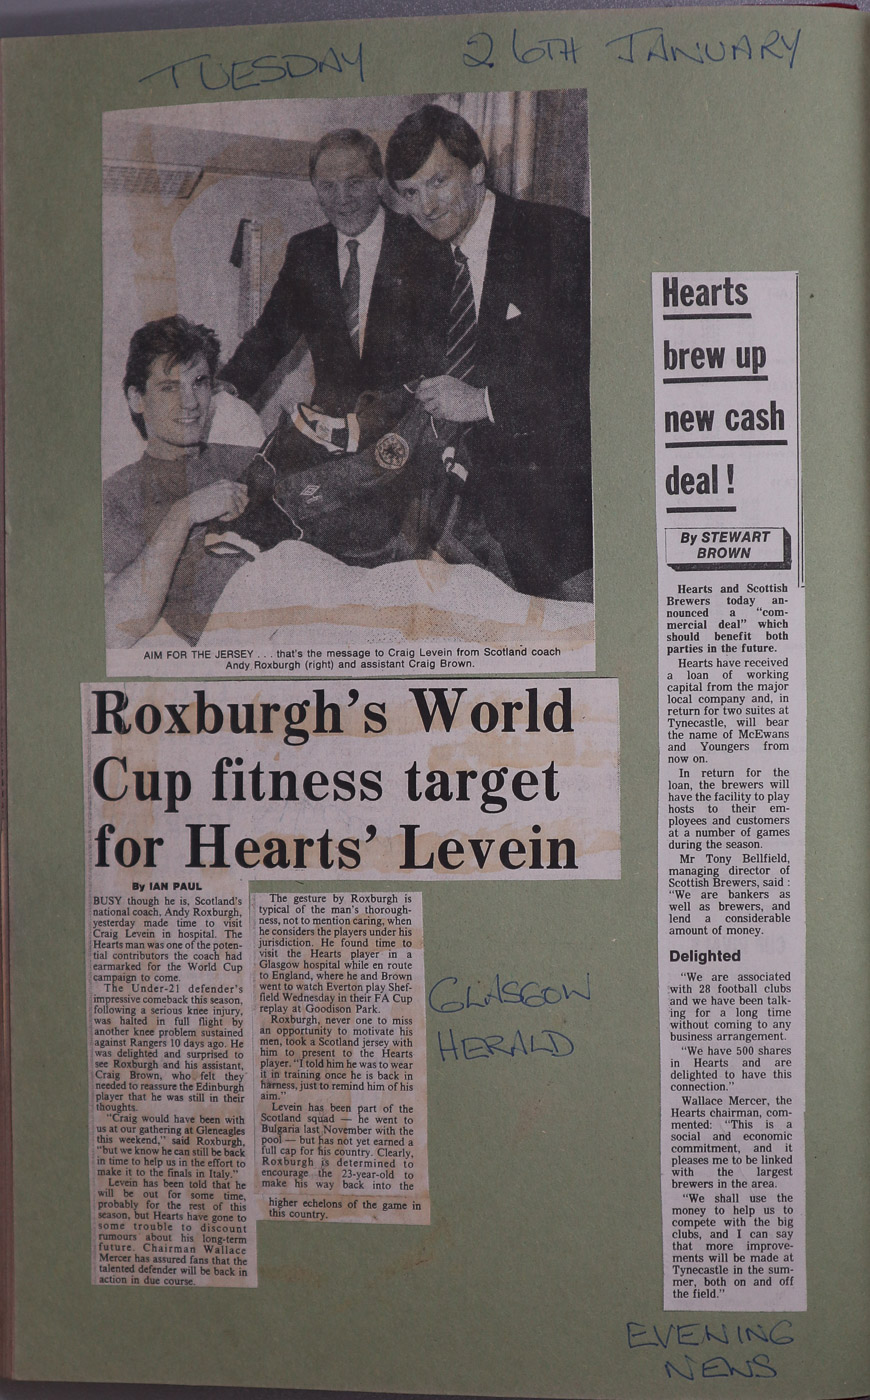 TUESDAY 26TH JANUARY
AIM FOR THE JERSEY . . . that's the message to Craig Levein from Scotland coach
Andy Roxburgh (right) and assistant Craig Brown.
Roxburgh's World
Cup fitness target
for Hearts' Levein
By IAN PAUL
BUSY though he is, Scotland's
national coach, Andy Roxburgh,
yesterday made time to visit
Craig Levein in hospital. The
Hearts man was one of the poten-
tial contributors the coach had
earmarked for the World Cup
campaign to come.
The Under-21 defender's
impressive comeback this season,
following a serious knee injury,
was halted in full flight by
another knee problem sustained
against Rangers 10 days ago. He
was delighted and surprised to
see Roxburgh and his assistant,
Craig Brown, who felt they
needed to reassure the Edinburgh
player that he was still in their
thoughts.
"Craig would have been with
us at our gathering at Gleneagles
this weekend," said Roxburgh,
"but we know he can still be back
in time to help us in the effort to
make it to the finals in Italy."
Levein has been told that he
will be out for some time,
probably for the rest of this
season, but Hearts have gone to
some trouble to discount
rumours about his long-term
future. Chairman Wallace
Mercer has assured fans that the
talented defender will be back in
action in due course.
The gesture by Roxburgh is
typical of the man's thorough-
ness, not to mention caring, when
he considers the players under his
jurisdiction. He found time to
visit the Hearts player in a
Glasgow hospital while en route
to England, where he and Brown
went to watch Everton play Shef-
field Wednesday in their FA Cup
replay at Goodison Park.
Roxburgh, never one to miss
an opportunity to motivate his
men, took a Scotland jersey with
him to present to the Hearts
player. "I told him he was to wear
it in training once he is back in
harness, just to remind him of his
aim."
Levein has been part of the
Scotland squad — he went to
Bulgaria last November with the
pool — but has not yet earned a
full cap for his country. Clearly,
Roxburgh is determined to
encourage the 23-year-old to
make his way back into the
higher echelons of the game in
this country.
GLASGOW
HERALD
Hearts
brew up
new cash
deal!
By STEWART
BROWN
Hearts and Scottish
Brewers today an-
nounced a "com-
mercial deal" which
should benefit both
parties in the future.
Hearts have received
a loan of working
capital from the major
local company and, in
return for two suites at
Tynecastle, will bear
the name of McEwans
and Youngers from
now on.
In return for the
loan, the brewers will
have the facility to play
hosts to their em-
ployees and customers
at a number of games
during the season.
Mr Tony Bellfield,
managing director of
Scottish Brewers, said :
"We are bankers as
well as brewers, and
lend a considerable
amount of money.
Delighted
"We are associated
with 28 football clubs
and we have been talk-
ing for a long time
without coming to any
business arrangement.
"We have 500 shares
in Hearts and are
delighted to have this
connection."
Wallace Mercer, the
Hearts chairman, com-
mented: "This is a
social and economic
commitment, and it
pleases me to be linked
with the largest
brewers in the area.
"We shall use the
money to help us to
compete with the big
clubs, and I can say
that more improve-
ments will be made at
Tynecastle in the sum-
mer, both on and off
the field."
EVENING
NEWS